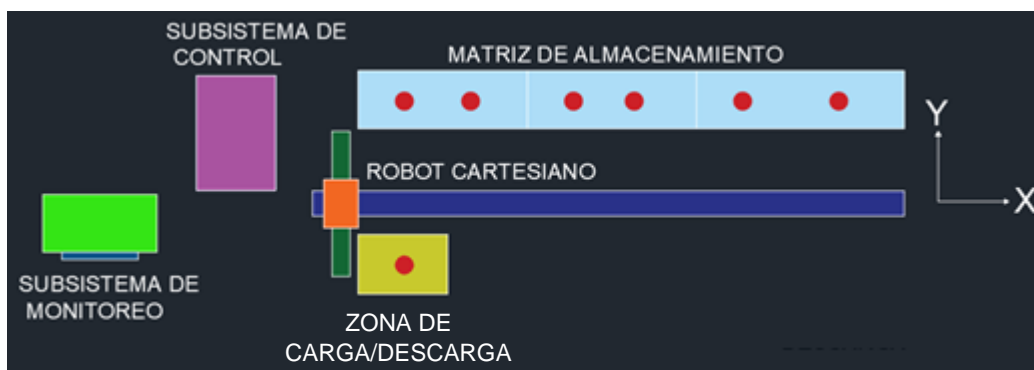 SUBSISTEMA DE
CONTROL
MATRIZ DE ALMACENAMIENTO
Y
ROBOT CARTESIANO
X
SUBSISTEMA DE
MONITOREO
ZONA DE
CARGA/DESCARGA